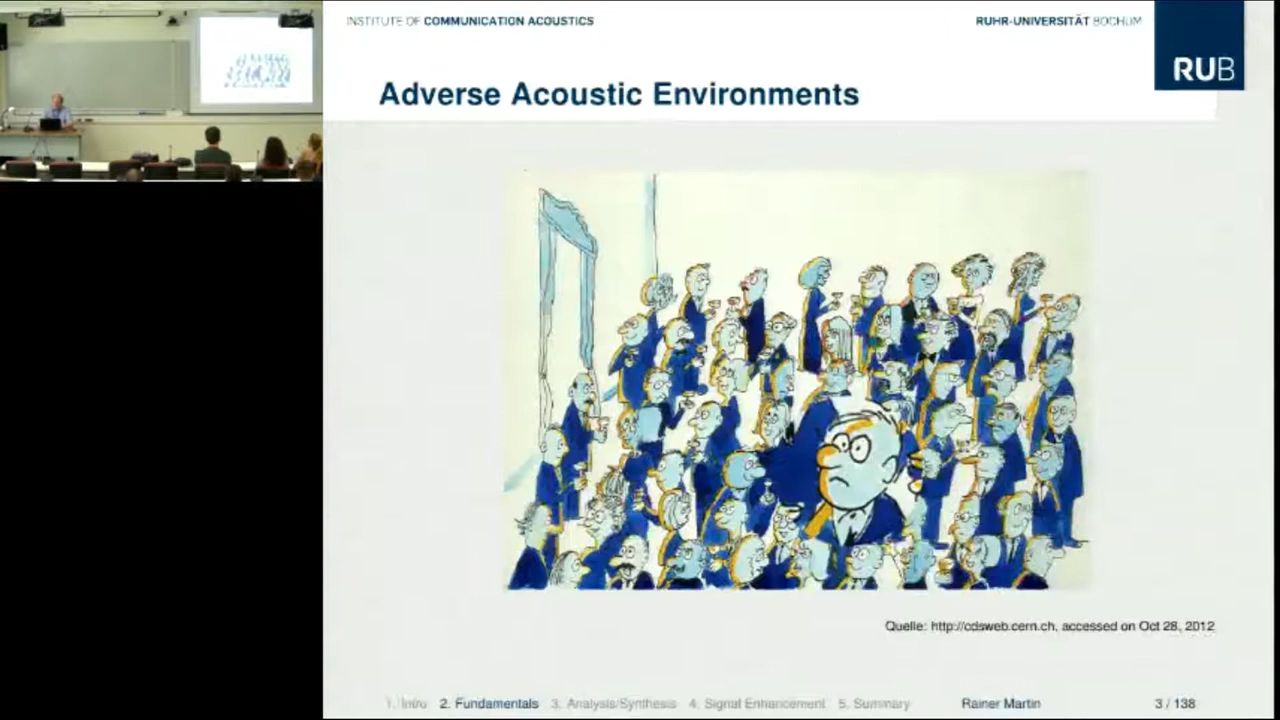 INSTITUTE OF COMMUNICATION ACOUSTICS
RUHR-UNIVERSITÄT BOCHUM
RUB
Adverse Acoustic Environments
Quelle: http://cdsweb.cern.ch, accessed on Oct 28, 2012
1. Intro 2. Fundamentals 3. Analysis/Synthesis 4. Signal Enhancement 5. Summary Rainer Martin 3 / 138